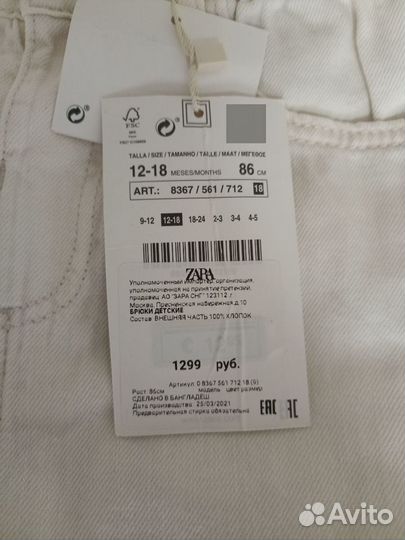 FSC
TALLA / SIZE / TAMANHO / TAILLE / MAAT / ΜΕΓΕΘΟΣ
12-18 MESES/MONTHS 86 CM
ART.: 8367 / 561 / 712 18
9-12 12-18 18-24 2-3 3-4 4-5
ZARA
Уполномоченный импортер, организация,
уполномоченная на принятие претензий,
продавец АО "ЗАРА СНГ" 123112 г.
Москва, Пресненская набережная д.10
БРЮКИ ДЕТСКИЕ
Состав: ВНЕШНЯЯ ЧАСТЬ 100% ХЛОПОК
1299 руб.
Артикул: 0 8367 561 712 18 (9)
Рост: 86см модель цвет размер
СДЕЛАНО В БАНГЛАДЕШ
Дата производства: 25/03/2021
Предварительная стирка обязательна
EAC
Avito